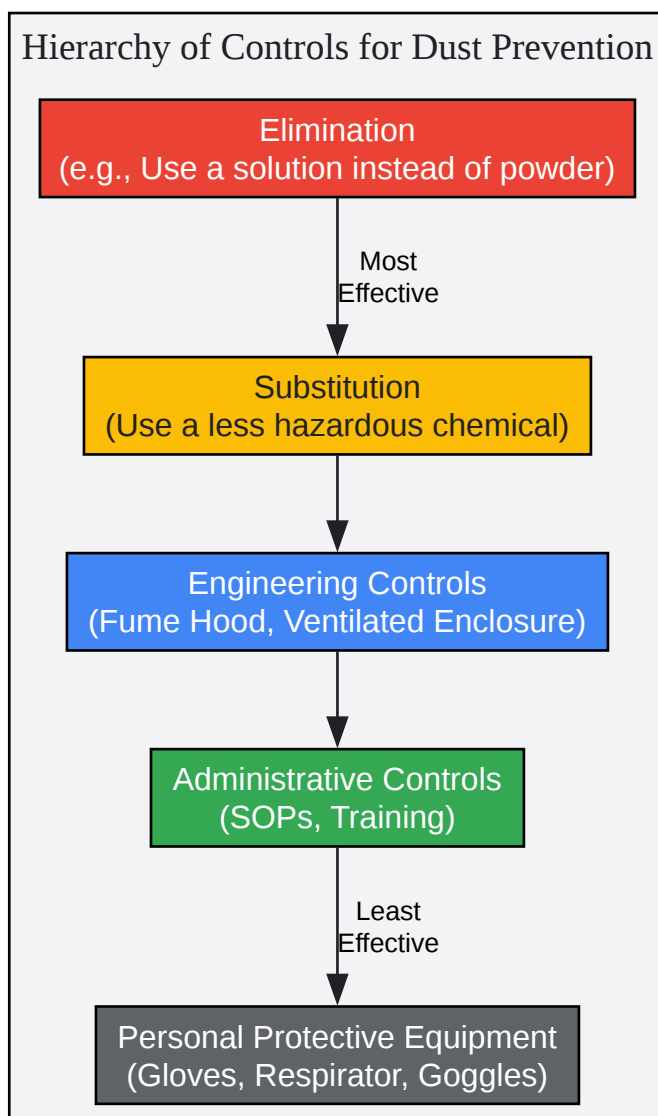 Hierarchy of Controls for Dust Prevention
Elimination
(e.g., Use a solution instead of powder)
Most
Effective
Substitution
(Use a less hazardous chemical)
Engineering Controls
(Fume Hood, Ventilated Enclosure)
Administrative Controls
(SOPs, Training)
Least
Effective
Personal Protective Equipment
(Gloves, Respirator, Goggles)